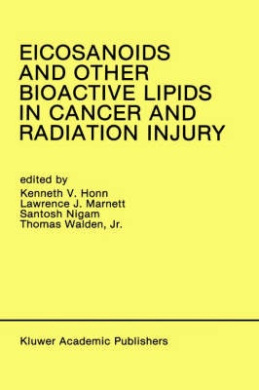 EICOSANOIDS
AND OTHER
BIOACTIVE LIPIDS
IN CANCER AND
RADIATION INJURY
edited by
Kenneth V. Honn
Lawrence J. Marnett
Santosh Nigam
Thomas Walden, Jr.
Kluwer Academic Publishers